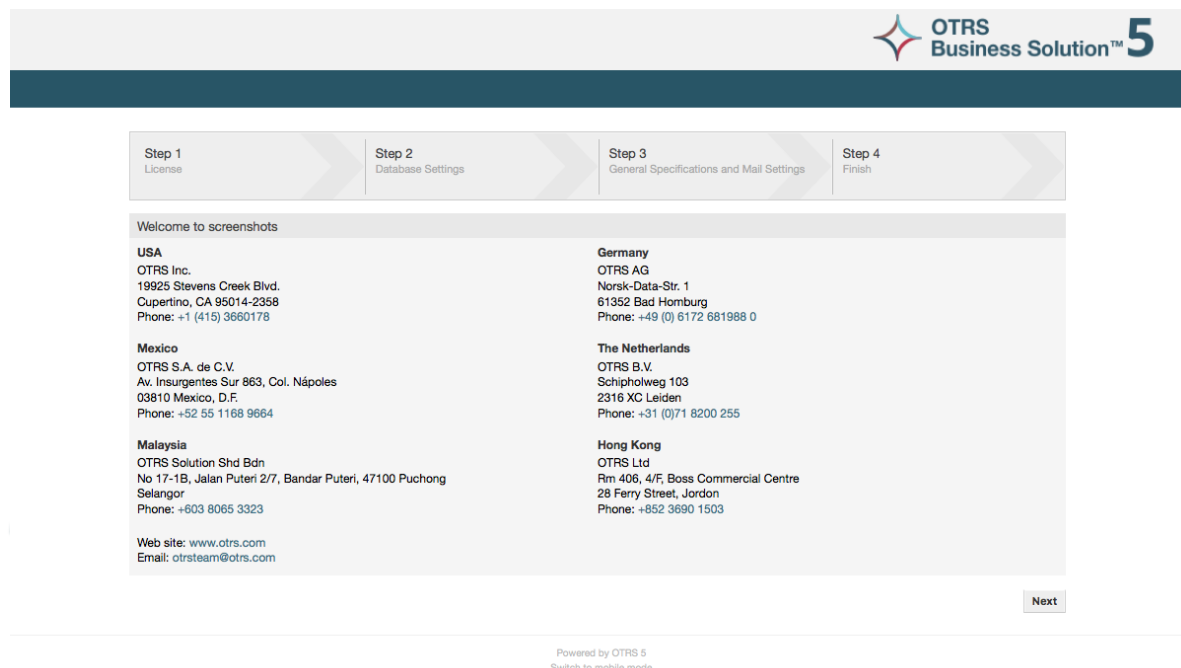 OTRS
Business Solution™ 5
Step 1
License
Step 2
Database Settings
Step 3
General Specifications and Mail Settings
Step 4
Finish
Welcome to screenshots
USA
OTRS Inc.
19925 Stevens Creek Blvd.
Cupertino, CA 95014-2358
Phone: +1 (415) 3660178
Germany
OTRS AG
Norsk-Data-Str. 1
61352 Bad Homburg
Phone: +49 (0) 6172 681988 0
Mexico
OTRS S.A. de C.V.
Av. Insurgentes Sur 863, Col. Nápoles
03810 Mexico, D.F.
Phone: +52 55 1168 9664
The Netherlands
OTRS B.V.
Schipholweg 103
2316 XC Leiden
Phone: +31 (0)71 8200 255
Malaysia
OTRS Solution Shd Bdn
No 17-1B, Jalan Puteri 2/7, Bandar Puteri, 47100 Puchong
Selangor
Phone: +603 8065 3323
Hong Kong
OTRS Ltd
Rm 406, 4/F, Boss Commercial Centre
28 Ferry Street, Jordon
Phone: +852 3690 1503
Web site: www.otrs.com
Email: otrsteam@otrs.com
Next
Powered by OTRS 5
Switch to mobile mode